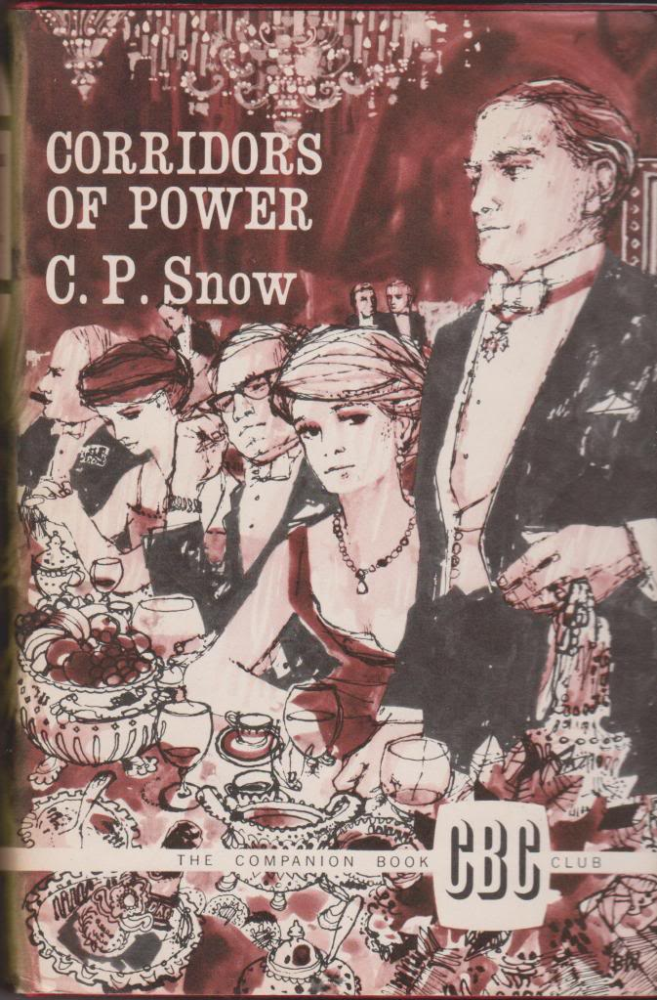 CORRIDORS
OF POWER
C. P. Snow
THE COMPANION BOOK CBC CLUB